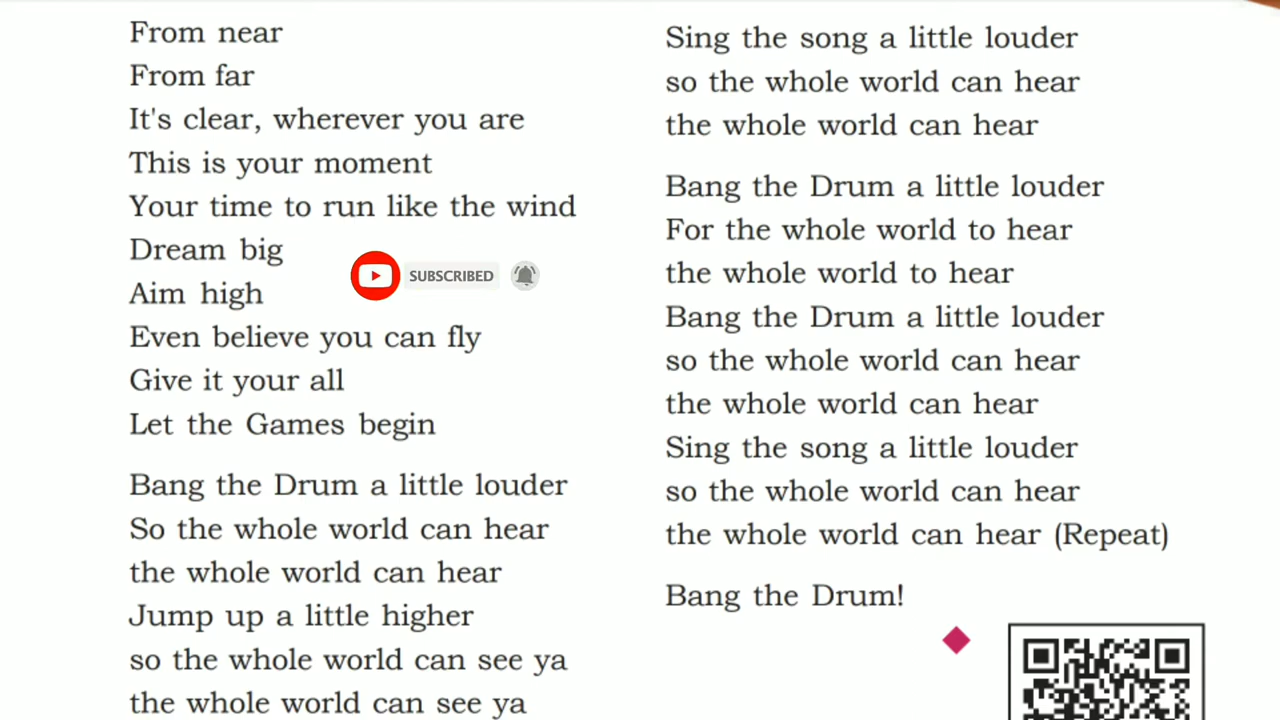 From near
From far
It's clear, wherever you are
This is your moment
Your time to run like the wind
Dream big
Aim high
Even believe you can fly
Give it your all
Let the Games begin
Bang the Drum a little louder
So the whole world can hear
the whole world can hear
Jump up a little higher
so the whole world can see ya
the whole world can see ya
SUBSCRIBED
Sing the song a little louder
so the whole world can hear
the whole world can hear
Bang the Drum a little louder
For the whole world to hear
the whole world to hear
Bang the Drum a little louder
so the whole world can hear
the whole world can hear
Sing the song a little louder
so the whole world can hear
the whole world can hear (Repeat)
Bang the Drum!